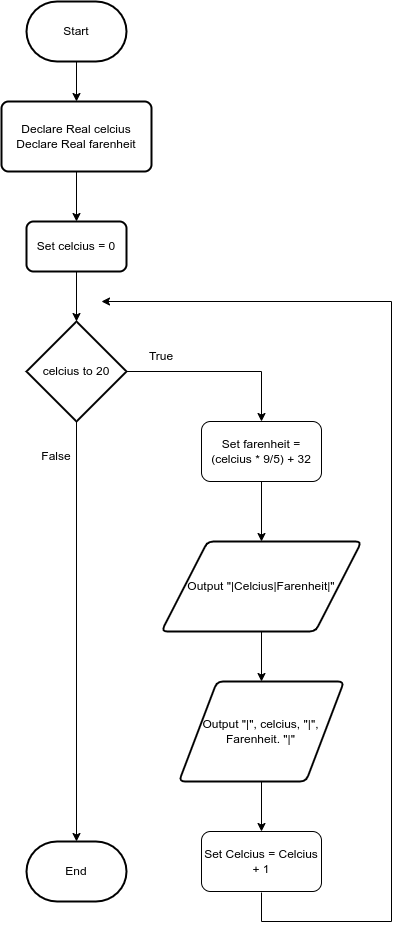 Start
Declare Real celcius
Declare Real farenheit
Set celcius = 0
celcius to 20
True
Set farenheit =
(celcius * 9/5) + 32
False
Output "|Celcius|Farenheit|"
Output "|", celcius, "|",
Farenheit. "|"
Set Celcius = Celcius
+ 1
End